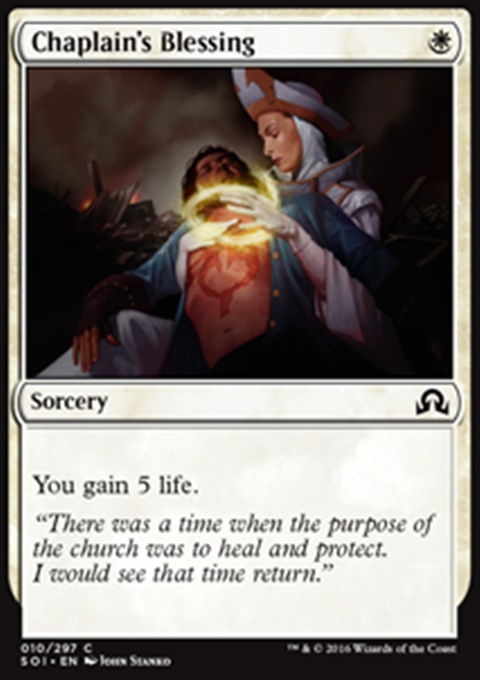 Chaplain's Blessing
Sorcery
You gain 5 life.
“There was a time when the purpose of
the church was to heal and protect.
I would see that time return.”
010/297 C
SOI • EN John Stanko
™ & © 2016 Wizards of the Coast